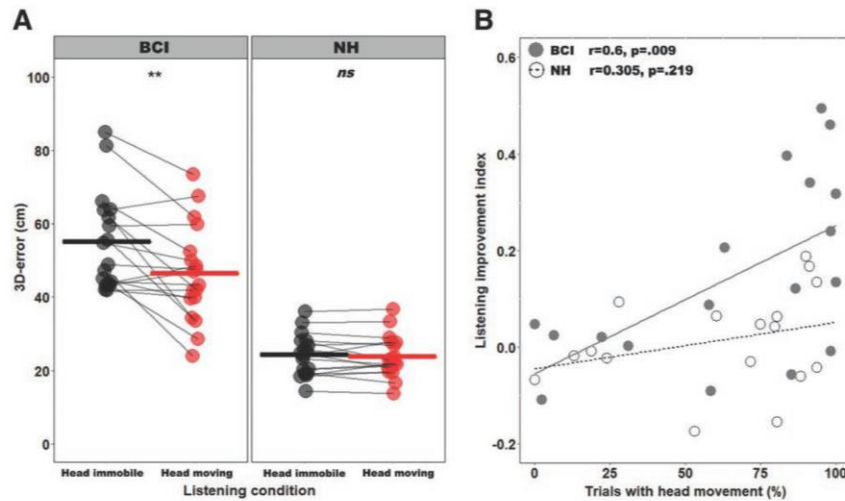 A
BCI
NH
**
ns
100
80
60
40
20
0
3D-error (cm)
Head immobile
Head moving
Head immobile
Head moving
Listening condition
B
BCI r=0.6, p=.009
NH r=0.305, p=.219
0.6
0.4
0.2
0.0
-0.2
Listening improvement index
0
25
50
75
100
Trials with head movement (%)